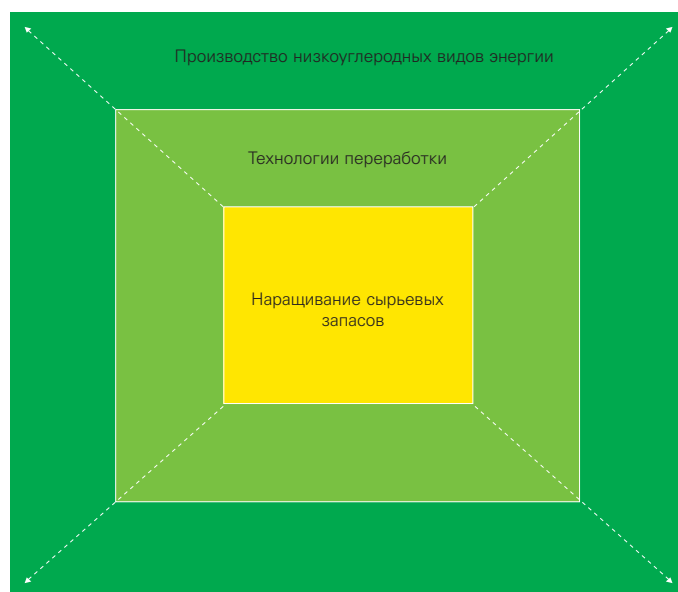 Производство низкоуглеродных видов энергии
Технологии переработки
Наращивание сырьевых
запасов